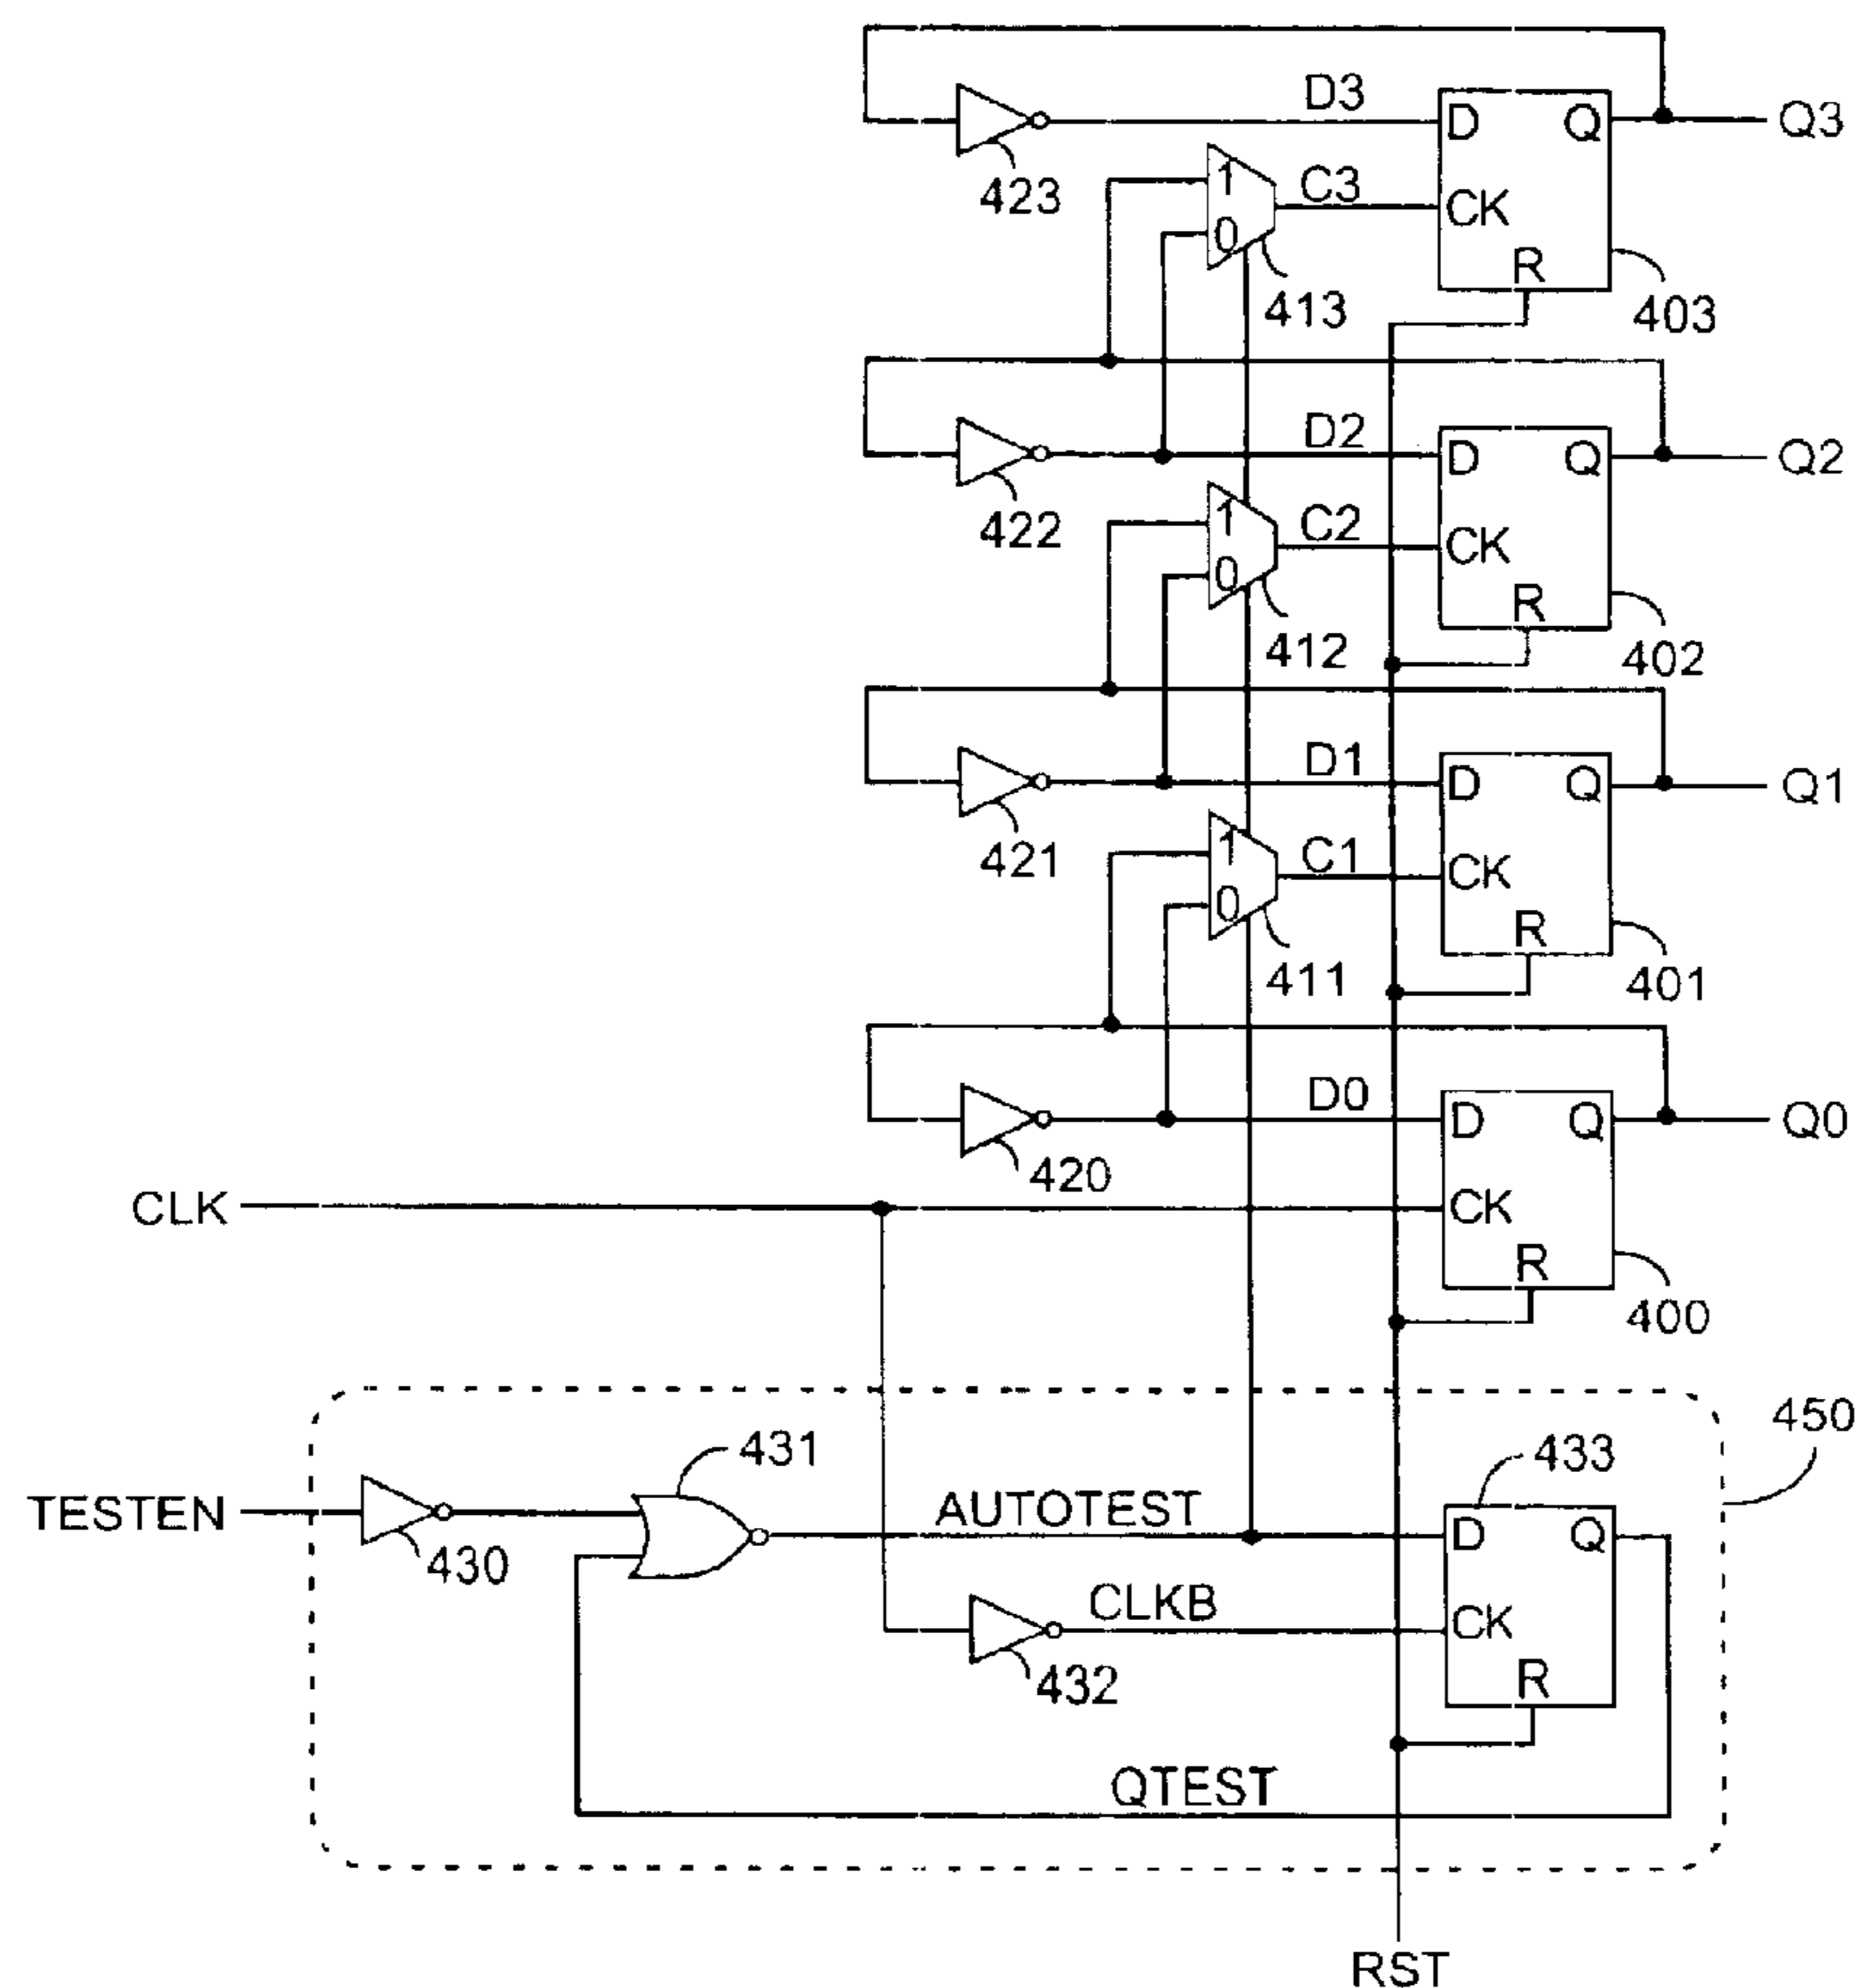 D3
D Q Q3
423
1 C3
CK
0
R
413 403
D2
D Q Q2
422
1 C2
CK
0
R
412 402
D1
D Q Q1
421
1 C1
CK
0
R
411 401
D0
D Q Q0
420
CLK
CK
R
400
450
431 433
TESTEN AUTOTEST D Q
430
CLKB CK
432 R
QTEST
RST